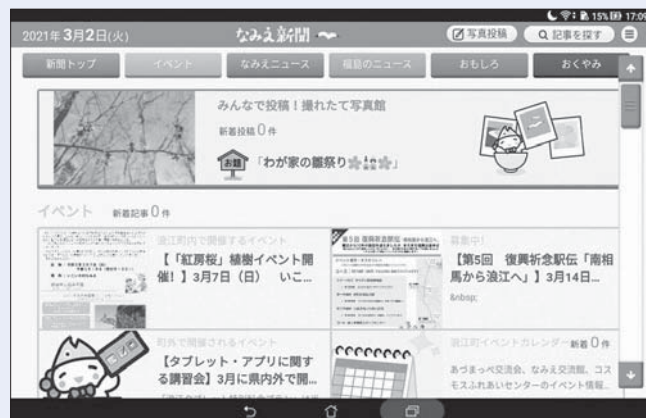 15% 17:09
2021年3月2日(火)
なみえ新聞
写真投稿
記事を探す
新聞トップ
イベント
なみえニュース
福島のニュース
おもしろ
おくやみ
みんなで投稿！撮れたて写真館
新着投稿 0 件
お題 「わが家の雛祭り🌸🎎🌸」
イベント 新着記事 0 件
浪江町内で開催するイベント
【「紅房桜」植樹イベント開
催！】3月7日（日） いこ...
募集中！
【第5回 復興祈念駅伝「南相
馬から浪江へ」】3月14日...
&nbsp;
町外で開催されるイベント
【タブレット・アプリに関す
る講習会】3月に県内外で開...
浪江町イベントカレンダー 新着 0 件
あづまっぺ交流会、なみえ交流館、コス
モスふれあいセンターのイベント情報...